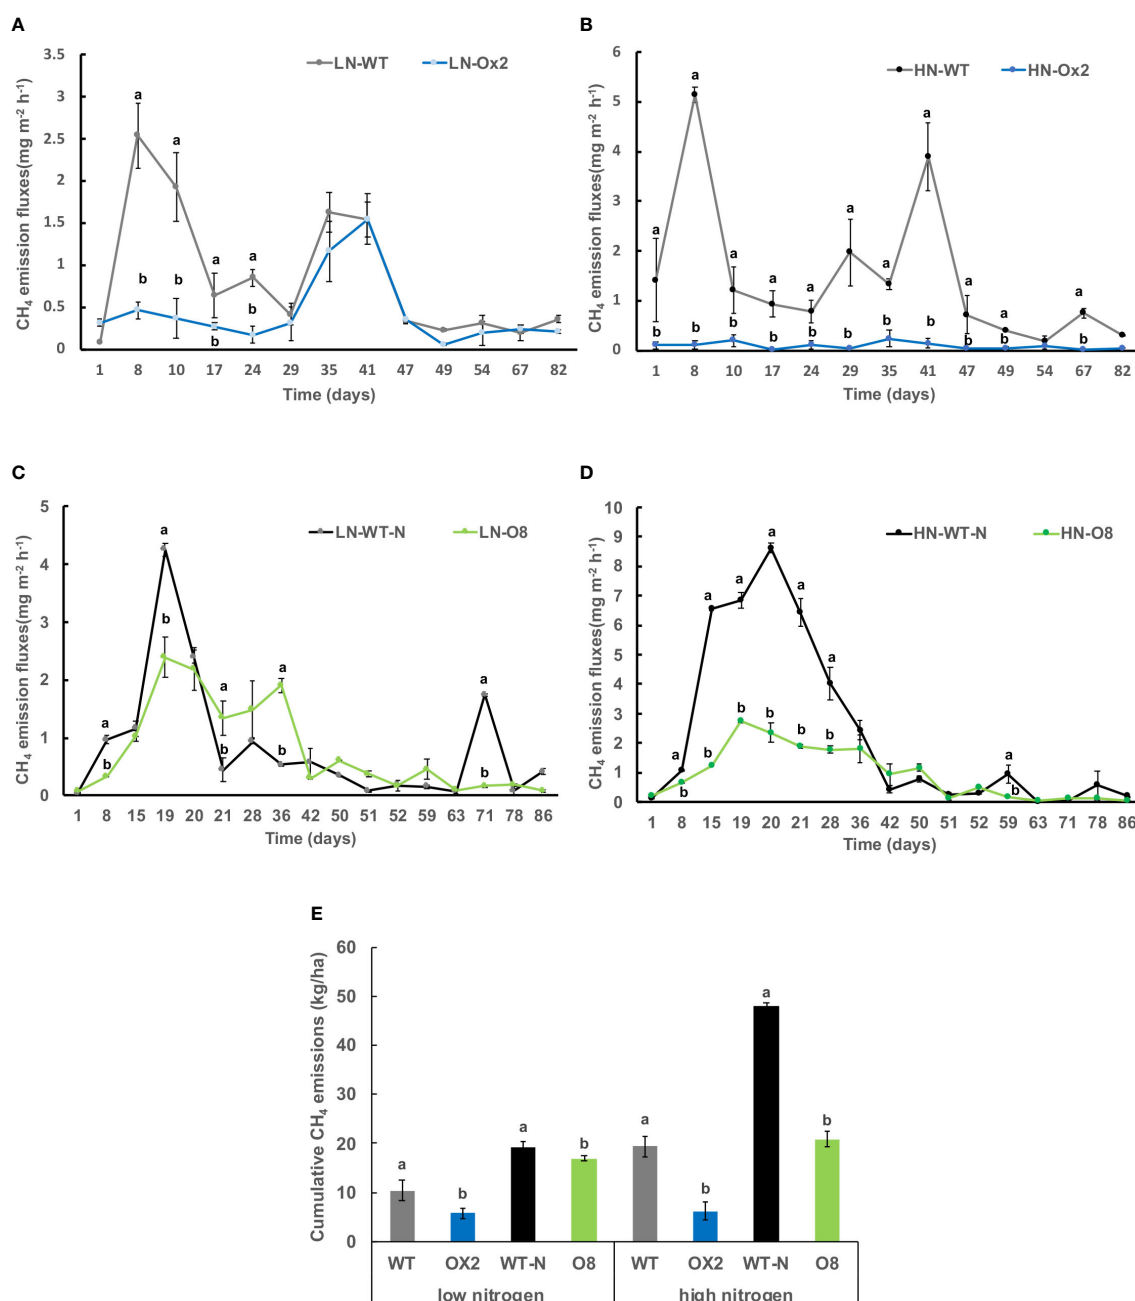 A
LN-WT LN-Ox2
CH4 emission fluxes(mg m-2 h-1)
3.5
3
2.5
2
1.5
1
0.5
0
a
a
a
a
b
b
b
b
1 8 10 17 24 29 35 41 47 49 54 67 82
Time (days)
B
HN-WT HN-Ox2
CH4 emission fluxes(mg m-2 h-1)
6
5
4
3
2
1
0
a
a
a
a
a
a
a
a
a
a
a
b
b
b
b
b
b
b
b
b
b
b
1 8 10 17 24 29 35 41 47 49 54 67 82
Time (days)
C
LN-WT-N LN-O8
CH4 emission fluxes(mg m-2 h-1)
5
4
3
2
1
0
a
b
a
b
a
b
a
b
a
b
1 8 15 19 20 21 28 36 42 50 51 52 59 63 71 78 86
Time (days)
D
HN-WT-N HN-O8
CH4 emission fluxes(mg m-2 h-1)
10
9
8
7
6
5
4
3
2
1
0
a
a
a
a
a
a
a
b
b
b
b
b
b
b
1 8 15 19 20 21 28 36 42 50 51 52 59 63 71 78 86
Time (days)
E
Cumulative CH4 emissions (kg/ha)
60
50
40
30
20
10
0
a b a b a b a b
WT OX2 WT-N O8 WT OX2 WT-N O8
low nitrogen high nitrogen